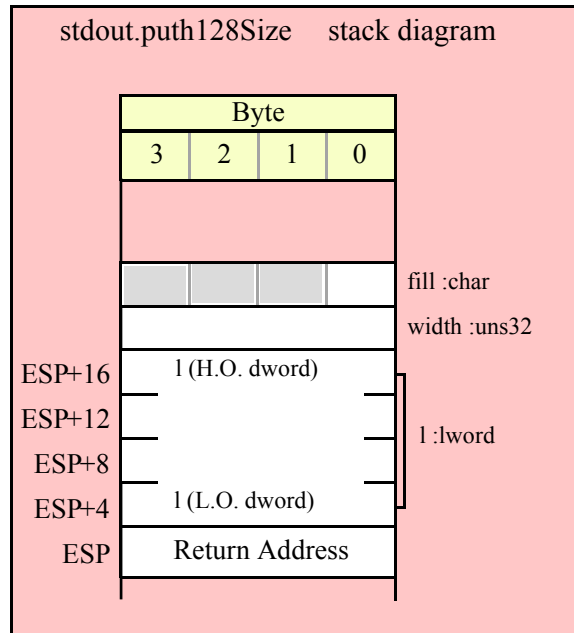 stdout.puth128Size stack diagram
Byte
3 2 1 0
fill :char
width :uns32
ESP+16 l (H.O. dword)
ESP+12
l :lword
ESP+8
ESP+4 l (L.O. dword)
ESP Return Address